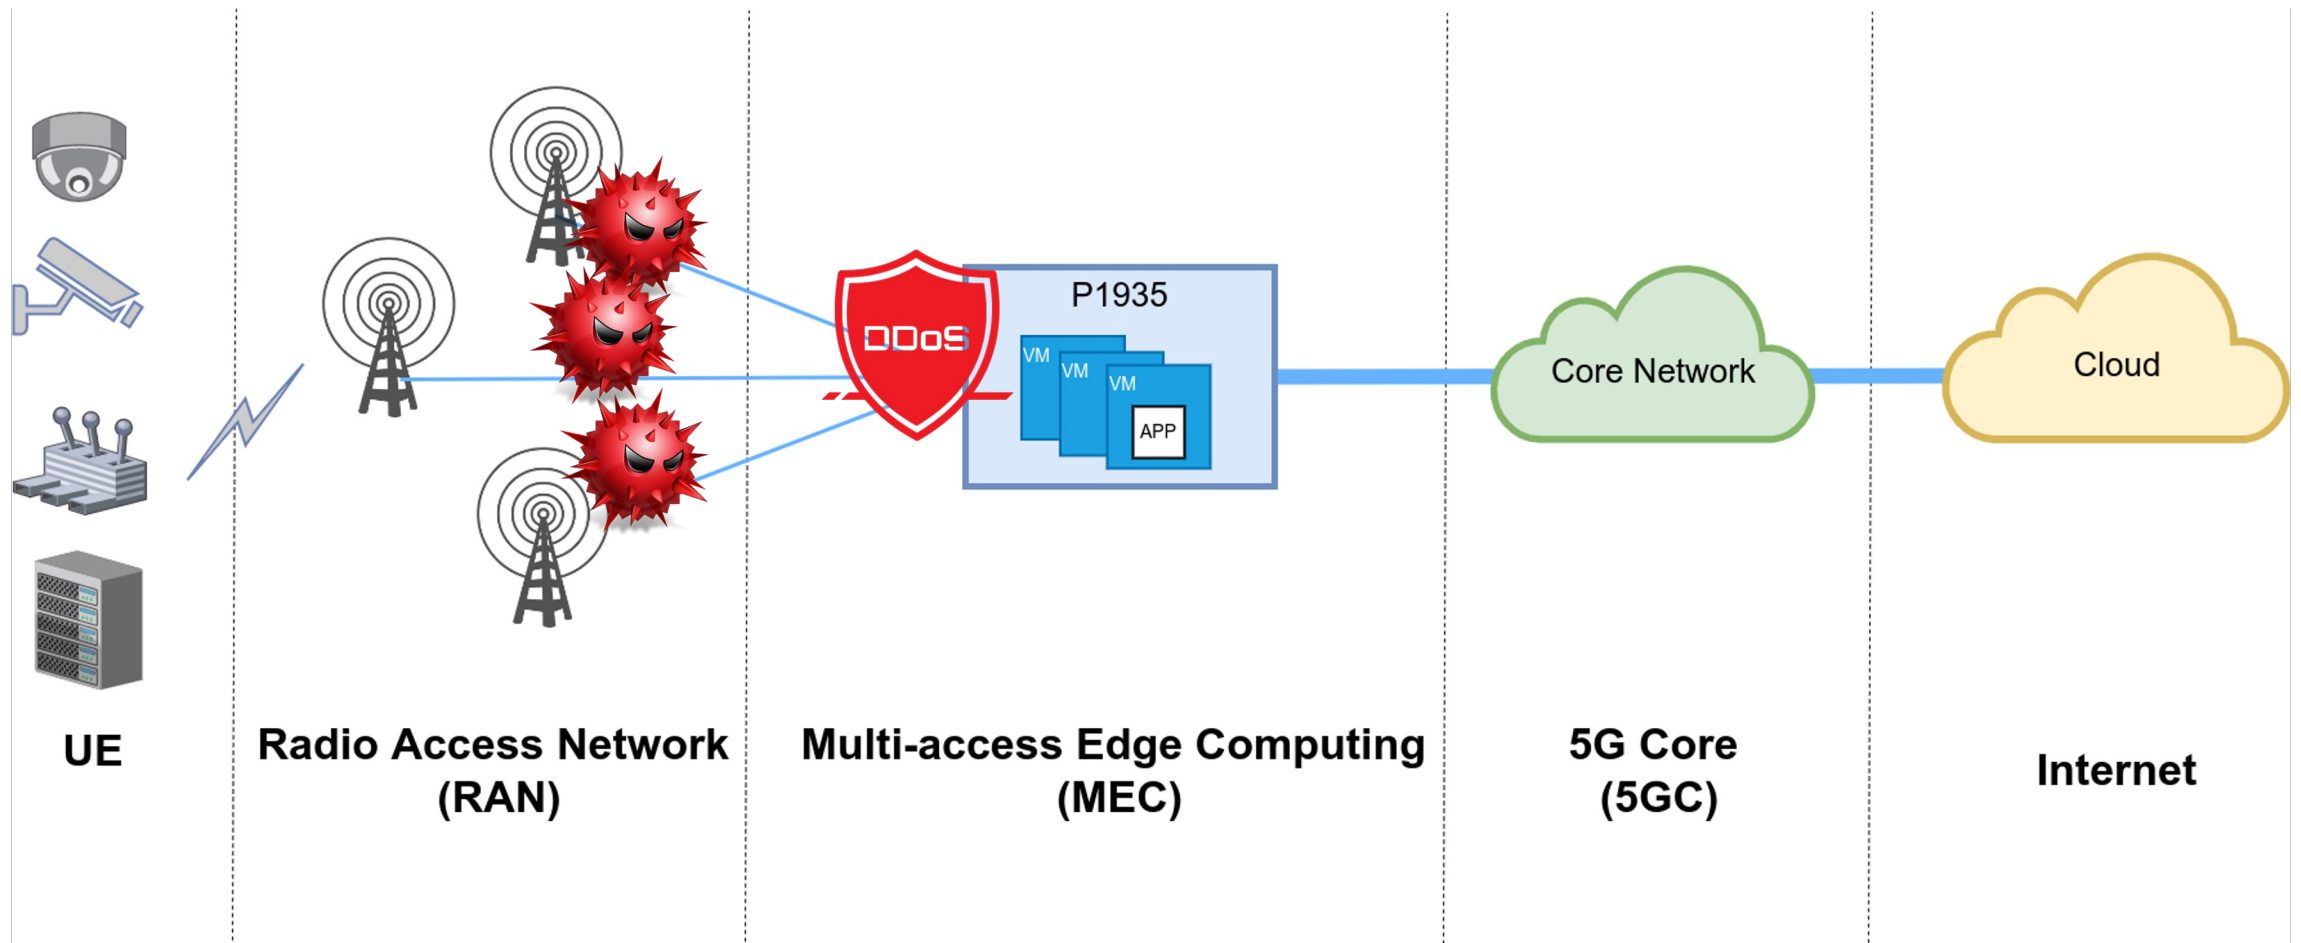 P1935
DDoS
VM
VM
VM
APP
Core Network
Cloud
UE
Radio Access Network
(RAN)
Multi-access Edge Computing
(MEC)
5G Core
(5GC)
Internet